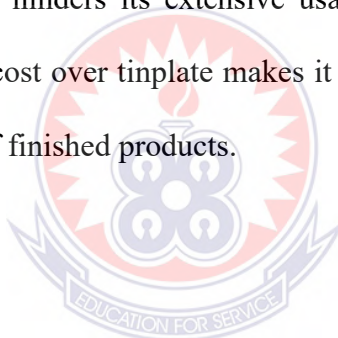 hinders its extensive usa
cost over tinplate makes it
finished products.
EDUCATION FOR SERVICE